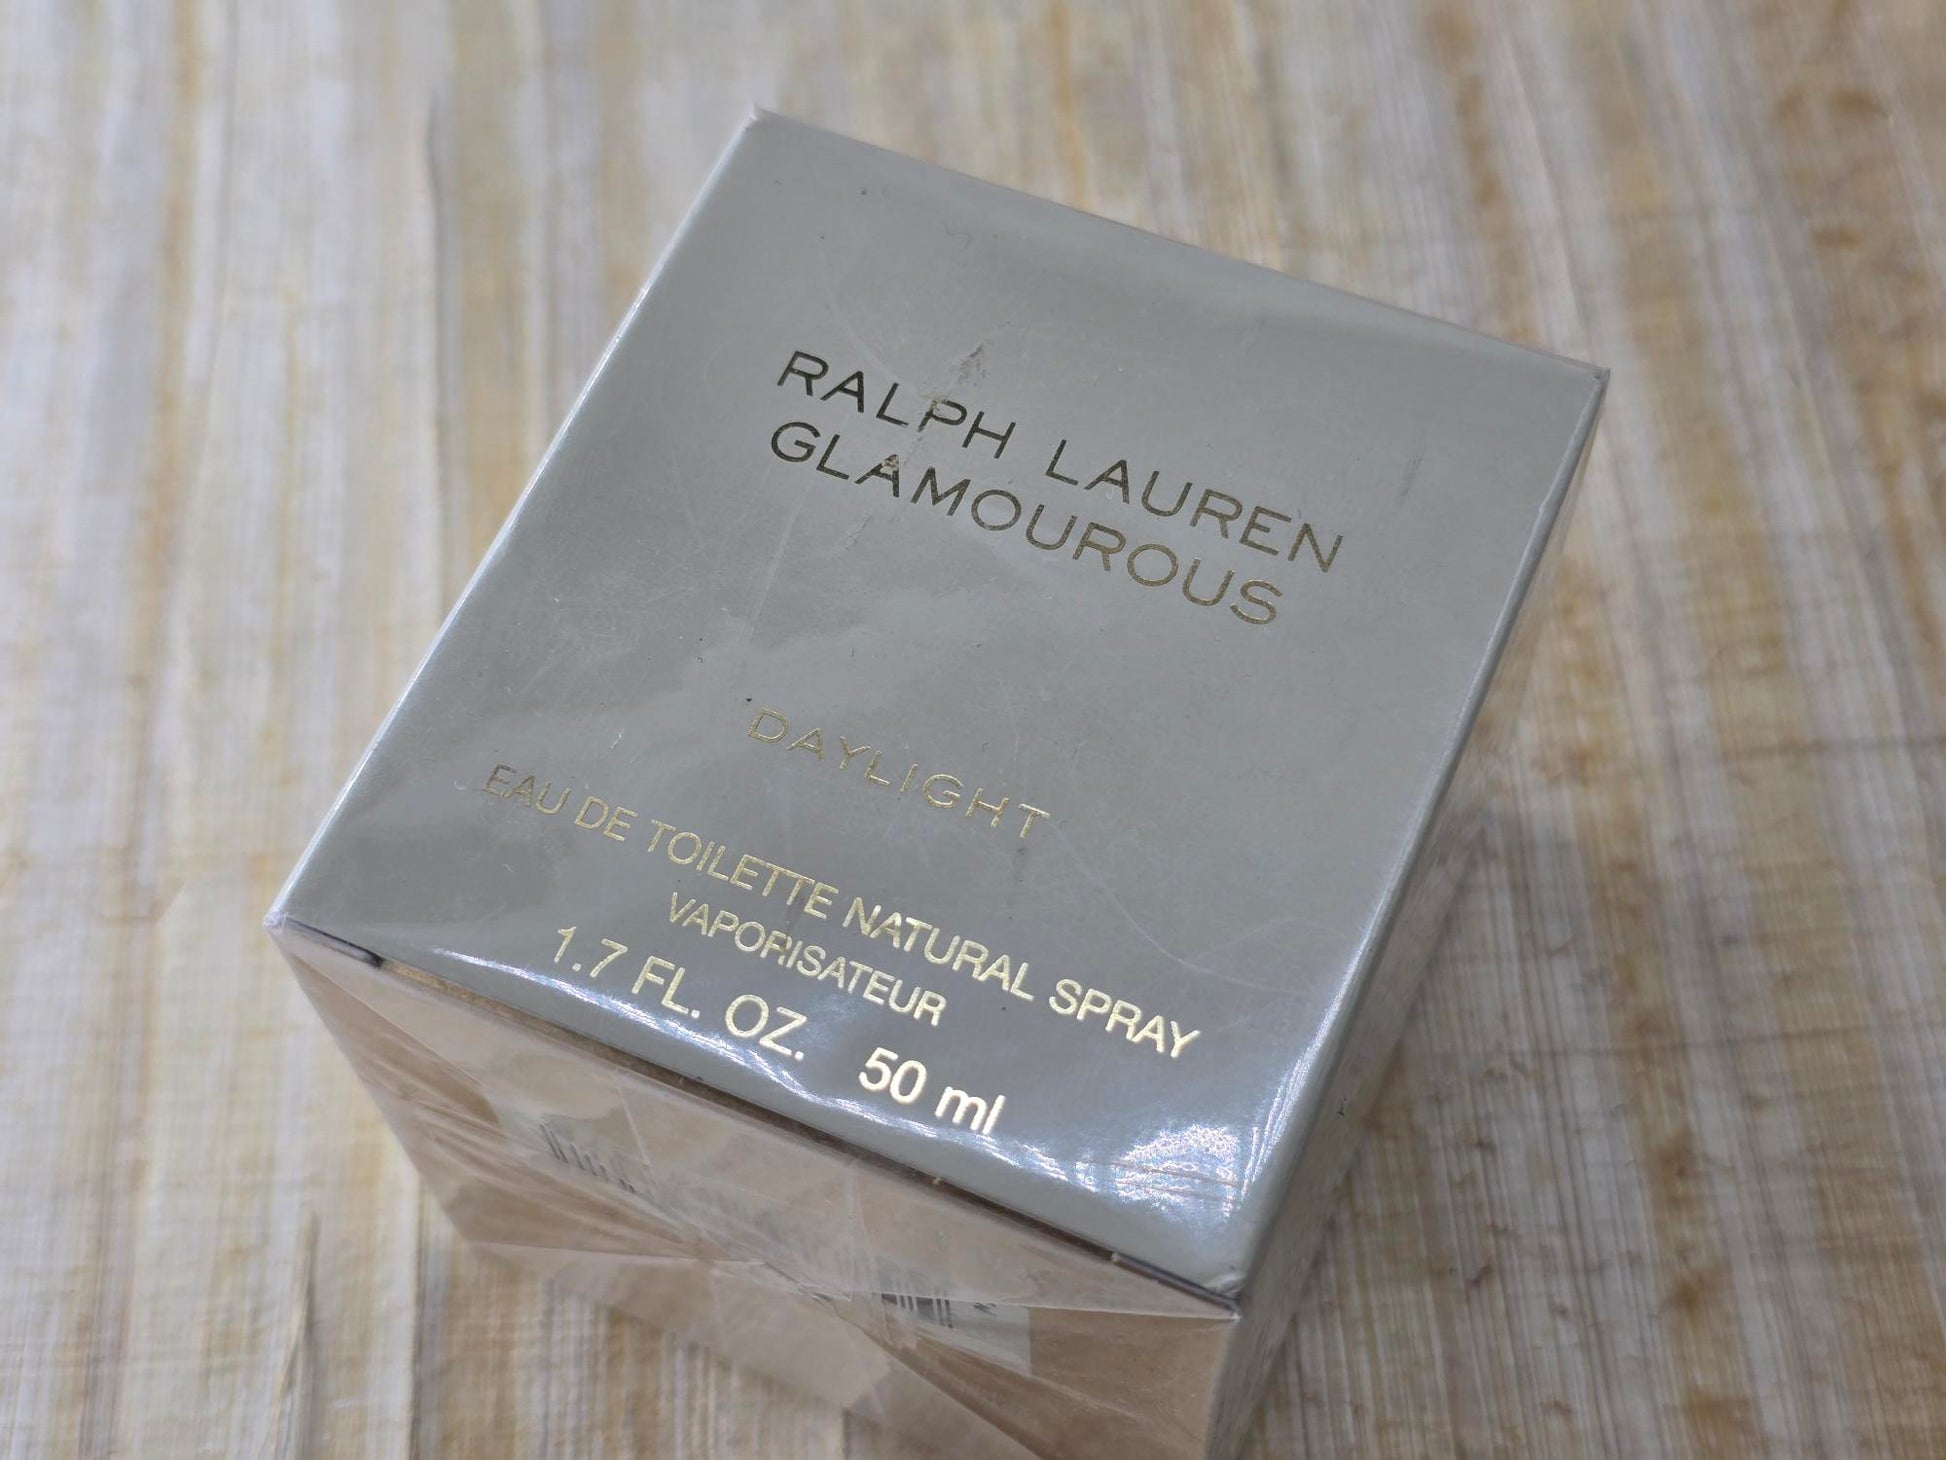 RALPH LAUREN
GLAMOUROUS
DAYLIGHT
EAU DE TOILETTE NATURAL SPRAY
VAPORISATEUR
1.7 FL. OZ. 50 ml